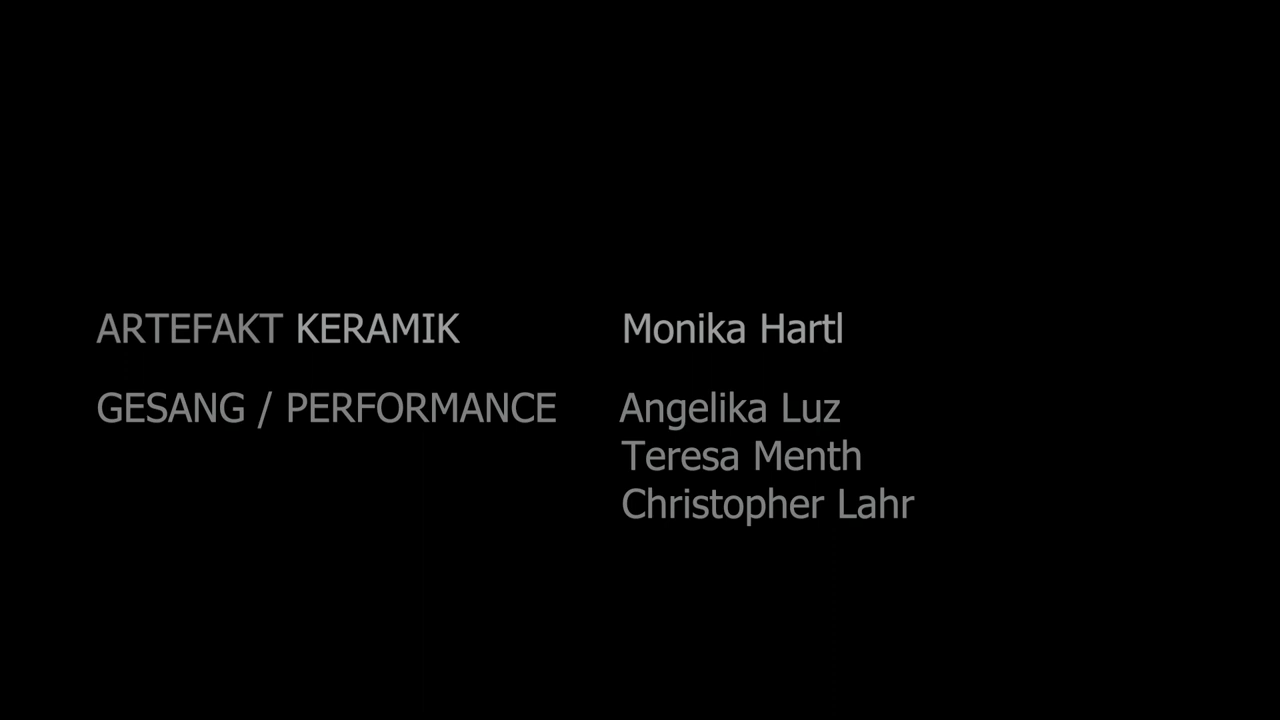 ARTEFAKT KERAMIK Monika Hartl
GESANG / PERFORMANCE Angelika Luz
Teresa Menth
Christopher Lahr